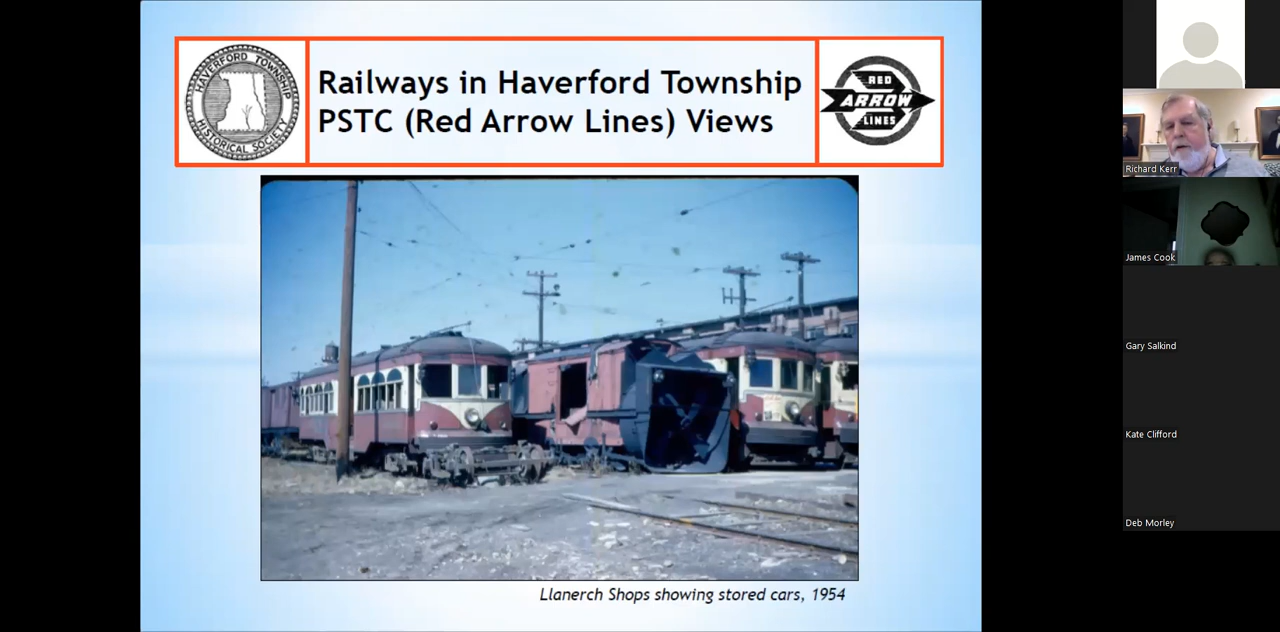 HAVERFORD TOWNSHIP
HISTORICAL SOCIETY
Railways in Haverford Township
PSTC (Red Arrow Lines) Views
RED
ARROW
LINES
Llanerch Shops showing stored cars, 1954
Richard Kerr
James Cook
Gary Salkind
Kate Clifford
Deb Morley